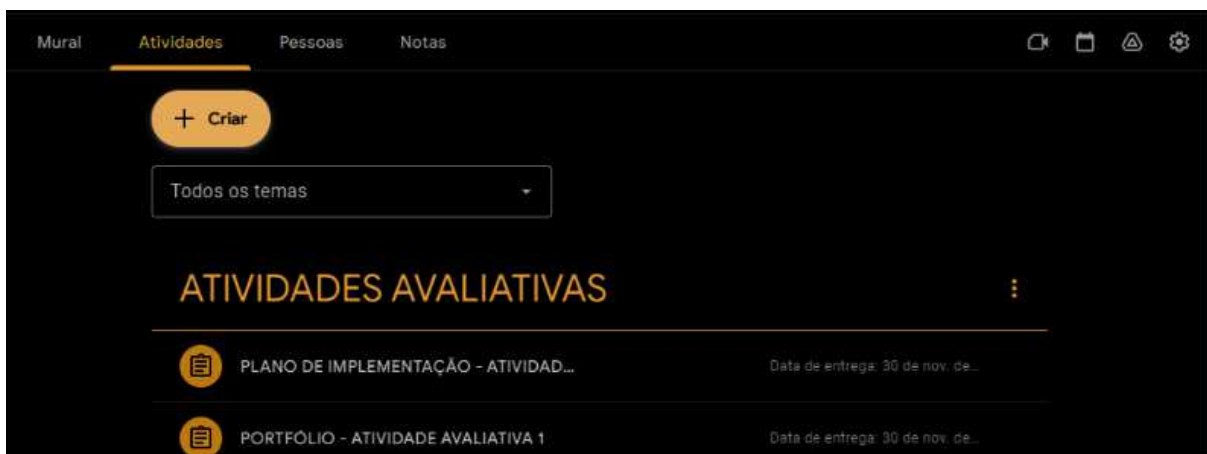 Mural Atividades Pessoas Notas
+ Criar
Todos os temas
ATIVIDADES AVALIATIVAS
PLANO DE IMPLEMENTAÇÃO - ATIVIDAD... Data de entrega: 30 de nov. de...
PORTFÓLIO - ATIVIDADE AVALIATIVA 1 Data de entrega: 30 de nov. de...